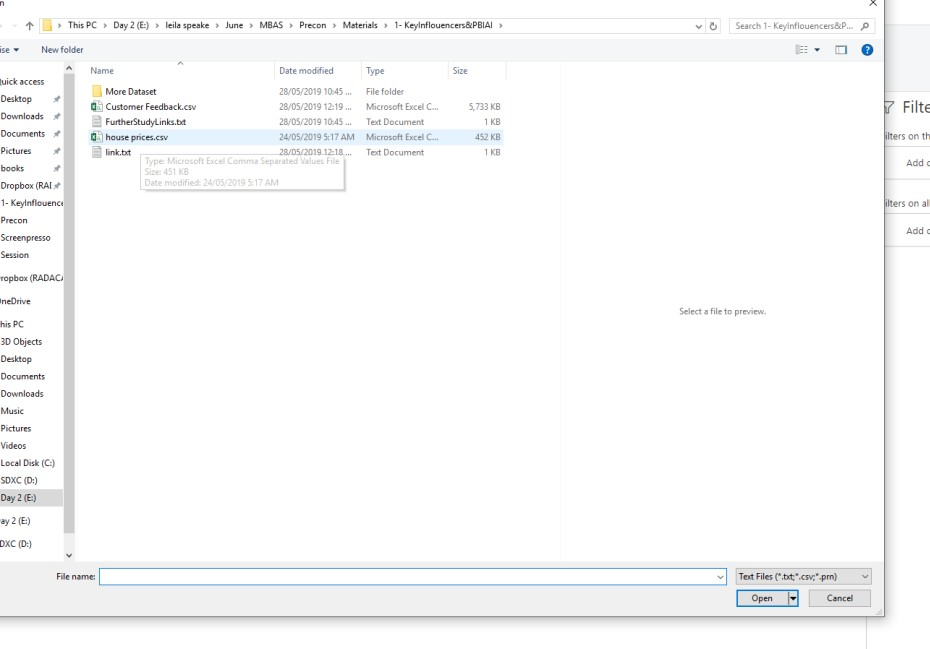 n
This PC > Day 2 (E:) > leila speake > June > MBAS > Precon > Materials > 1- KeyInflouencers&PBIAI >
Search 1- KeyInflouencers&P...
ise
New folder
uick access
Desktop
Downloads
Documents
Pictures
books
Dropbox (RAI
1- KeyInflouence
Precon
Screenpresso
Session
ropbox (RADACA
neDrive
his PC
3D Objects
Desktop
Documents
Downloads
Music
Pictures
Videos
Local Disk (C:)
SDXC (D:)
Day 2 (E:)
ay 2 (E:)
DXC (D:)
Name Date modified Type Size
More Dataset 28/05/2019 10:45 ... File folder
Customer Feedback.csv 28/05/2019 12:19 ... Microsoft Excel C... 5,733 KB
FurtherStudyLinks.txt 28/05/2019 10:45 ... Text Document 1 KB
house prices.csv 24/05/2019 5:17 AM Microsoft Excel C... 452 KB
link.txt 28/05/2019 12:18 ... Text Document 1 KB
Type: Microsoft Excel Comma Separated Values File
Size: 451 KB
Date modified: 24/05/2019 5:17 AM
Select a file to preview.
File name:
Text Files (*.txt;*.csv;*.prn)
Open
Cancel
Filte
ilters on th
Add d
ilters on all
Add d